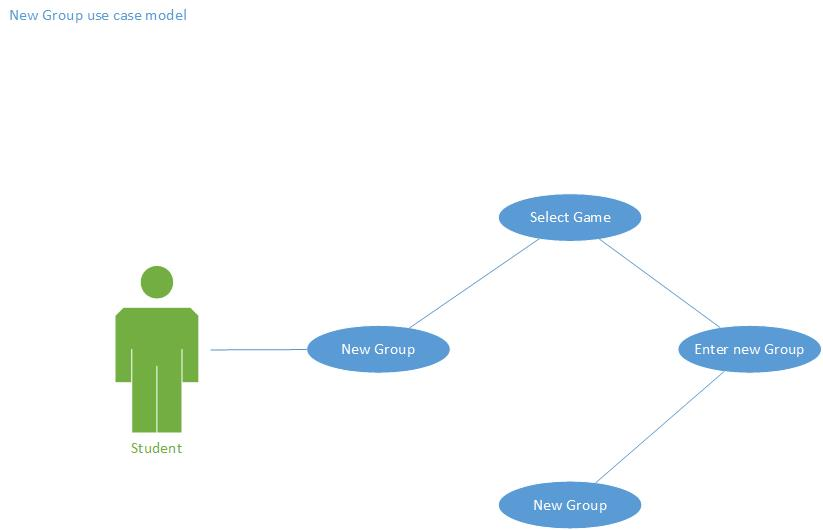 New Group use case model
Select Game
New Group
Enter new Group
Student
New Group